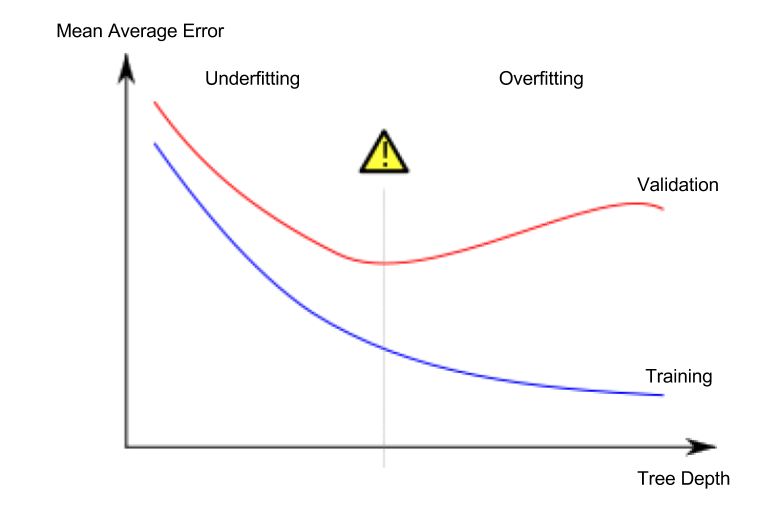 Mean Average Error
Underfitting
Overfitting
!
Validation
Training
Tree Depth